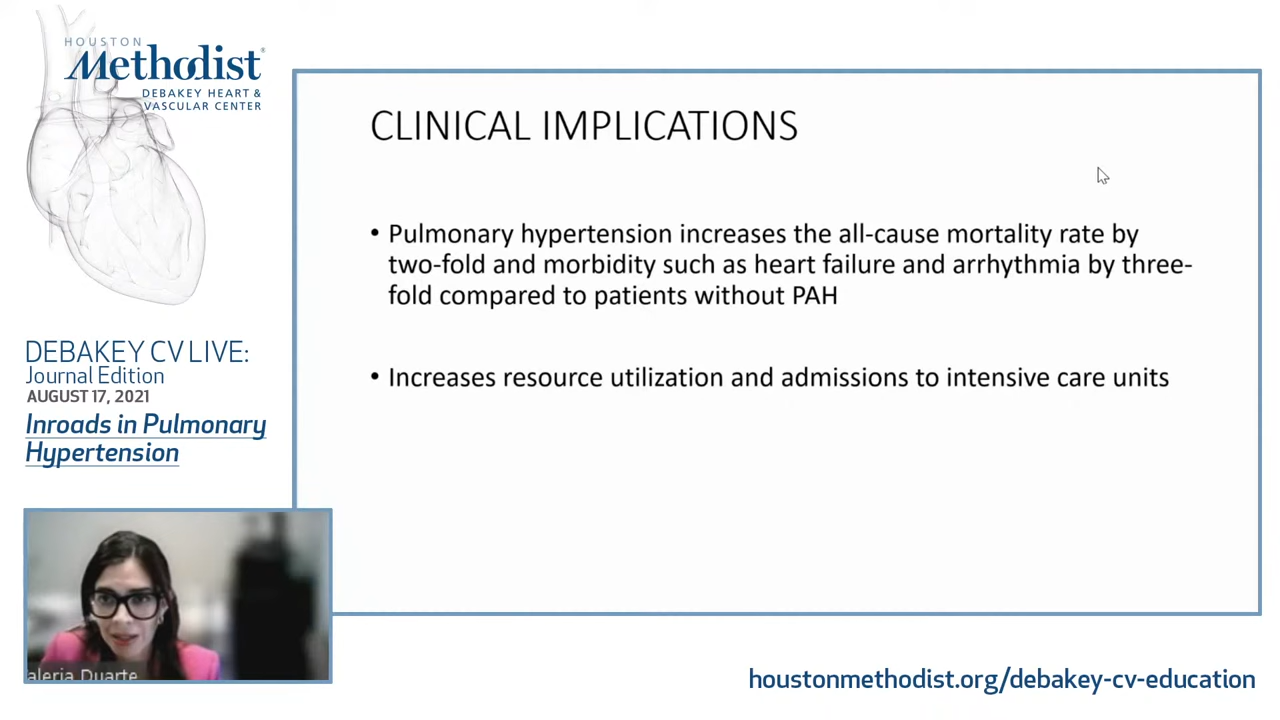 HOUSTON
Methodist®
DEBAKEY HEART &
VASCULAR CENTER
CLINICAL IMPLICATIONS
• Pulmonary hypertension increases the all-cause mortality rate by
two-fold and morbidity such as heart failure and arrhythmia by three-
fold compared to patients without PAH
• Increases resource utilization and admissions to intensive care units
DEBAKEY CV LIVE:
Journal Edition
AUGUST 17, 2021
Inroads in Pulmonary
Hypertension
aleria Duarte
houstonmethodist.org/debakey-cv-education